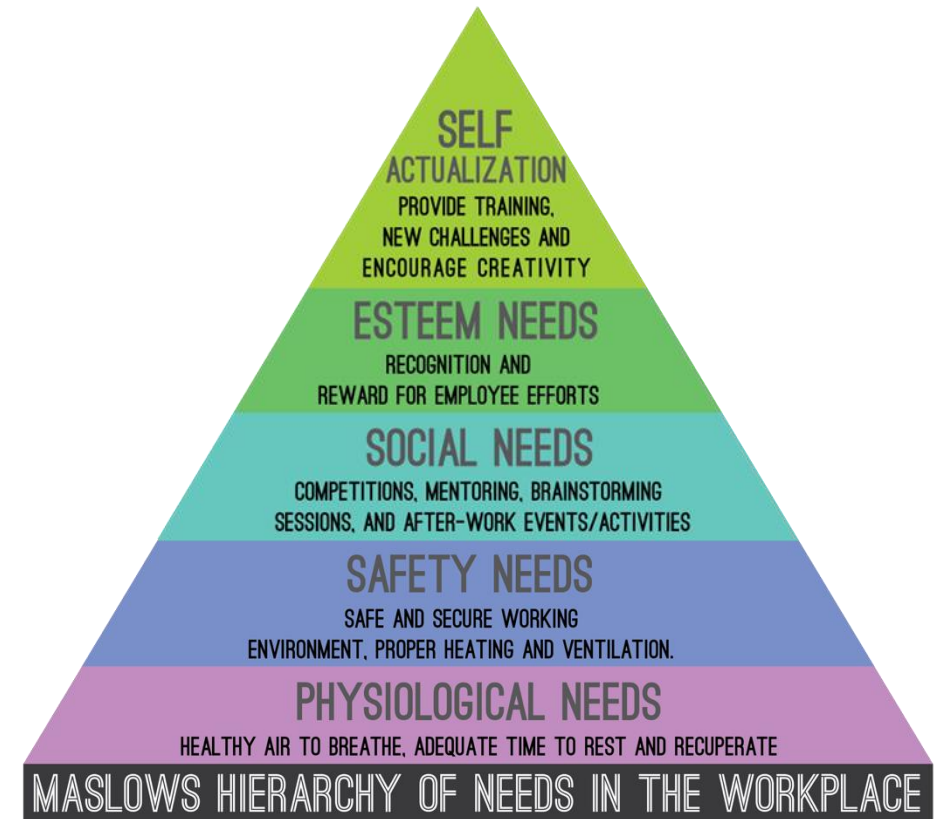 SELF
ACTUALIZATION
PROVIDE TRAINING,
NEW CHALLENGES AND
ENCOURAGE CREATIVITY
ESTEEM NEEDS
RECOGNITION AND
REWARD FOR EMPLOYEE EFFORTS
SOCIAL NEEDS
COMPETITIONS, MENTORING, BRAINSTORMING
SESSIONS, AND AFTER-WORK EVENTS/ACTIVITIES
SAFETY NEEDS
SAFE AND SECURE WORKING
ENVIRONMENT, PROPER HEATING AND VENTILATION.
PHYSIOLOGICAL NEEDS
HEALTHY AIR TO BREATHE, ADEQUATE TIME TO REST AND RECUPERATE
MASLOWS HIERARCHY OF NEEDS IN THE WORKPLACE